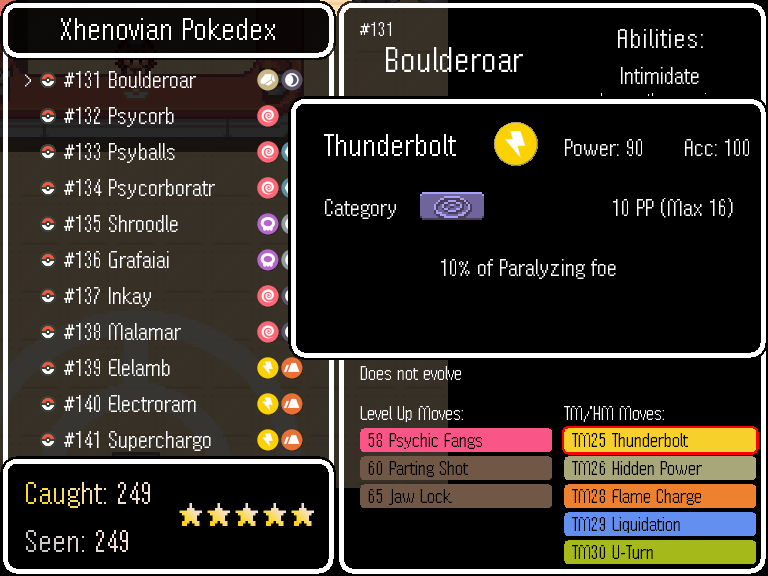 Xhenovian Pokedex
#131 Boulderoar
#132 Psycorb
#133 Psyballs
#134 Psycorboratr
#135 Shroodle
#136 Grafaiai
#137 Inkay
#138 Malamar
#139 Elelamb
#140 Electroram
#141 Superchargo
Caught: 249
Seen: 249
#131
Boulderoar
Abilities:
Intimidate
Thunderbolt
Power: 90
Acc: 100
Category
10 PP (Max 16)
10% of Paralyzing foe
Does not evolve
Level Up Moves:
58 Psychic Fangs
60 Parting Shot
65 Jaw Lock
TM/HM Moves:
TM25 Thunderbolt
TM26 Hidden Power
TM28 Flame Charge
TM29 Liquidation
TM30 U-Turn